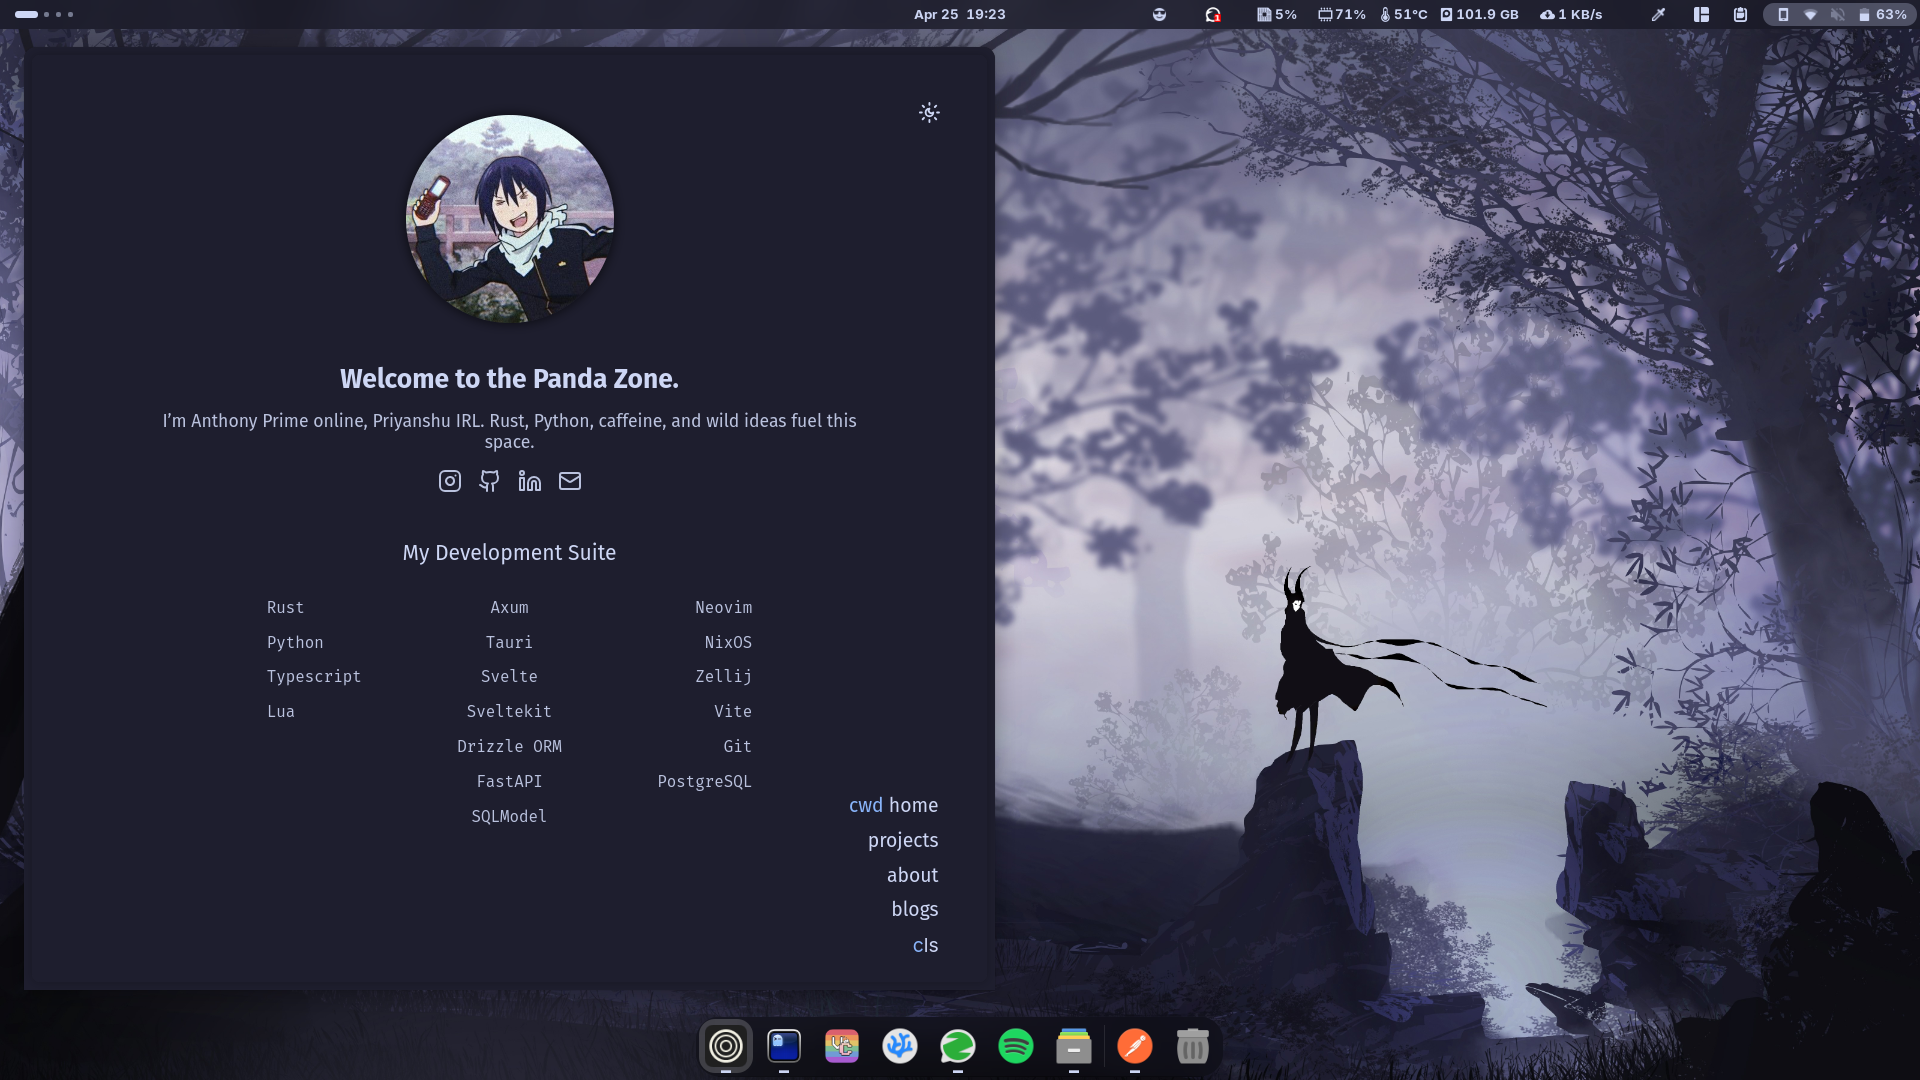 Apr 25 19:23
1
5%
71%
51°C
101.9 GB
1 KB/s
63%
Welcome to the Panda Zone.
I’m Anthony Prime online, Priyanshu IRL. Rust, Python, caffeine, and wild ideas fuel this
space.
My Development Suite
Rust Axum Neovim
Python Tauri NixOS
Typescript Svelte Zellij
Lua Sveltekit Vite
Drizzle ORM Git
FastAPI PostgreSQL
SQLModel
cwd home
projects
about
blogs
cls
UC